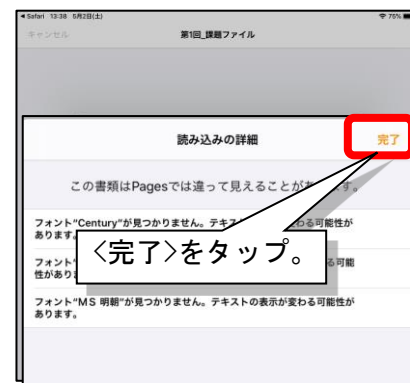 ◀Safari 13:38 5月2日(土) 75%
キャンセル 第1回_課題ファイル
読み込みの詳細 完了
この書類はPagesでは違って見えることが す。
フォント"Century"が見つかりません。テキス わる可能性が
あります。
フォント" る可能
性があり
〈完了〉をタップ。
フォント"MS 明朝"が見つかりません。テキストの表示が変わる可能性が
あります。